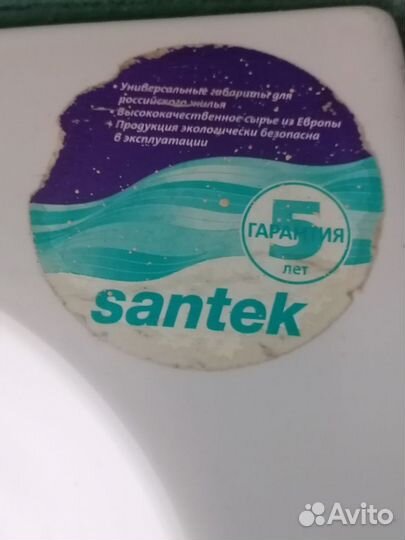 • Универсальные габариты для
российского жилья
• Высококачественное сырье из Европы
• Продукция экологически безопасна
в эксплуатации
5
ГАРАНТИЯ
лет
santek
Avito